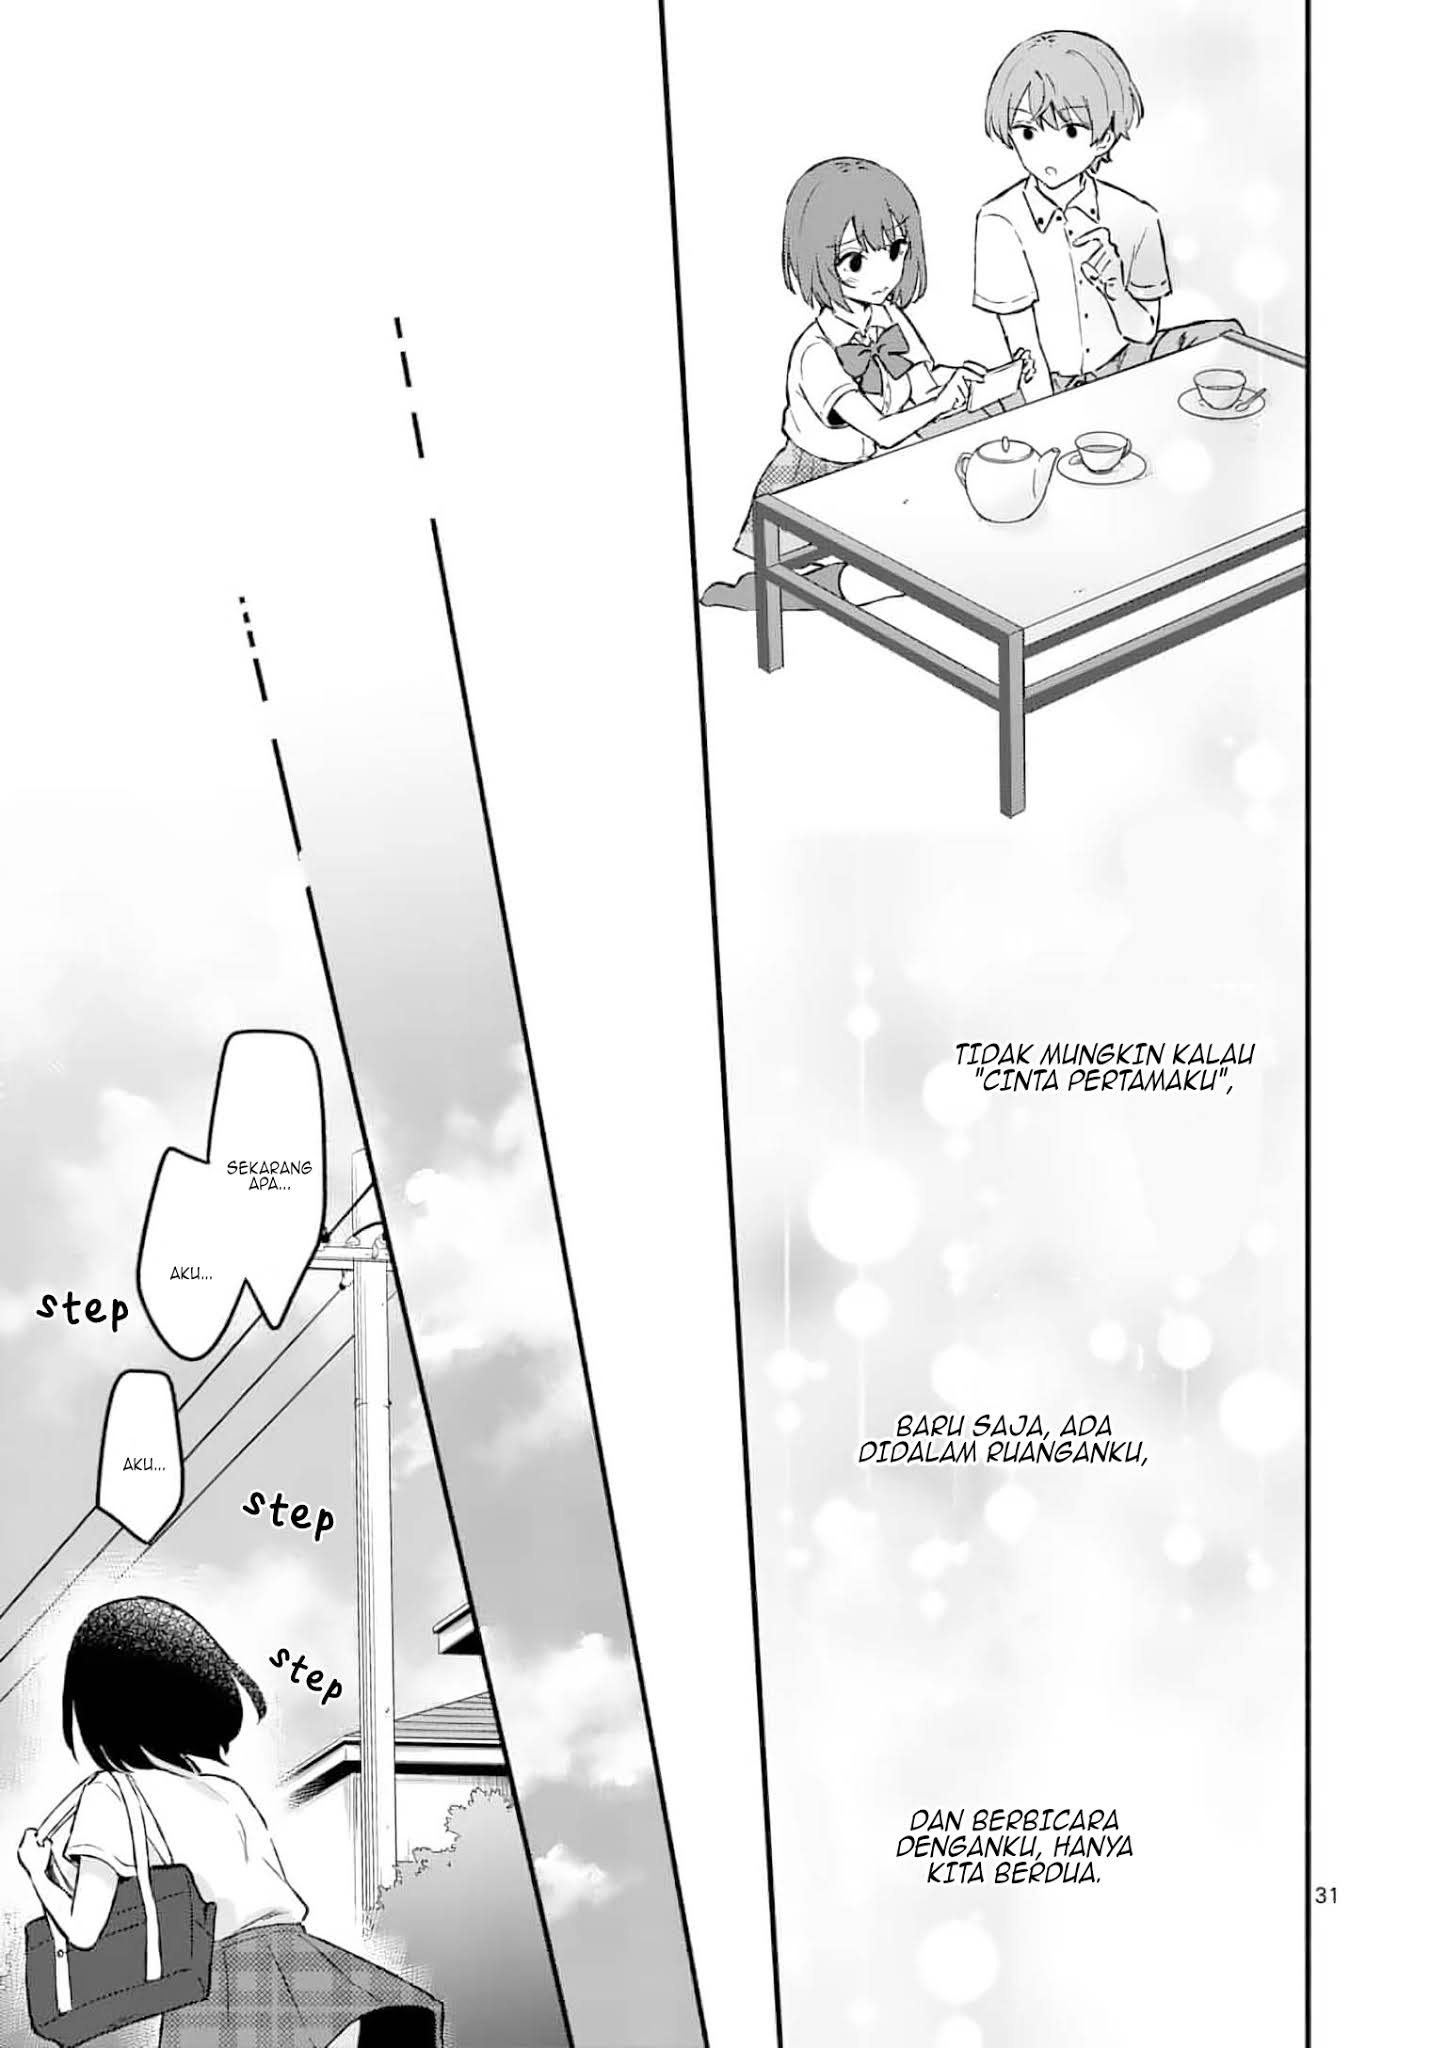 TIDAK MUNGKIN KALAU
"CINTA PERTAMAKU",
BARU SAJA, ADA
DIDALAM RUANGANKU,
DAN BERBICARA
DENGANKU, HANYA
KITA BERDUA.
31
SEKARANG
APA...
AKU...
step
AKU...
step
step